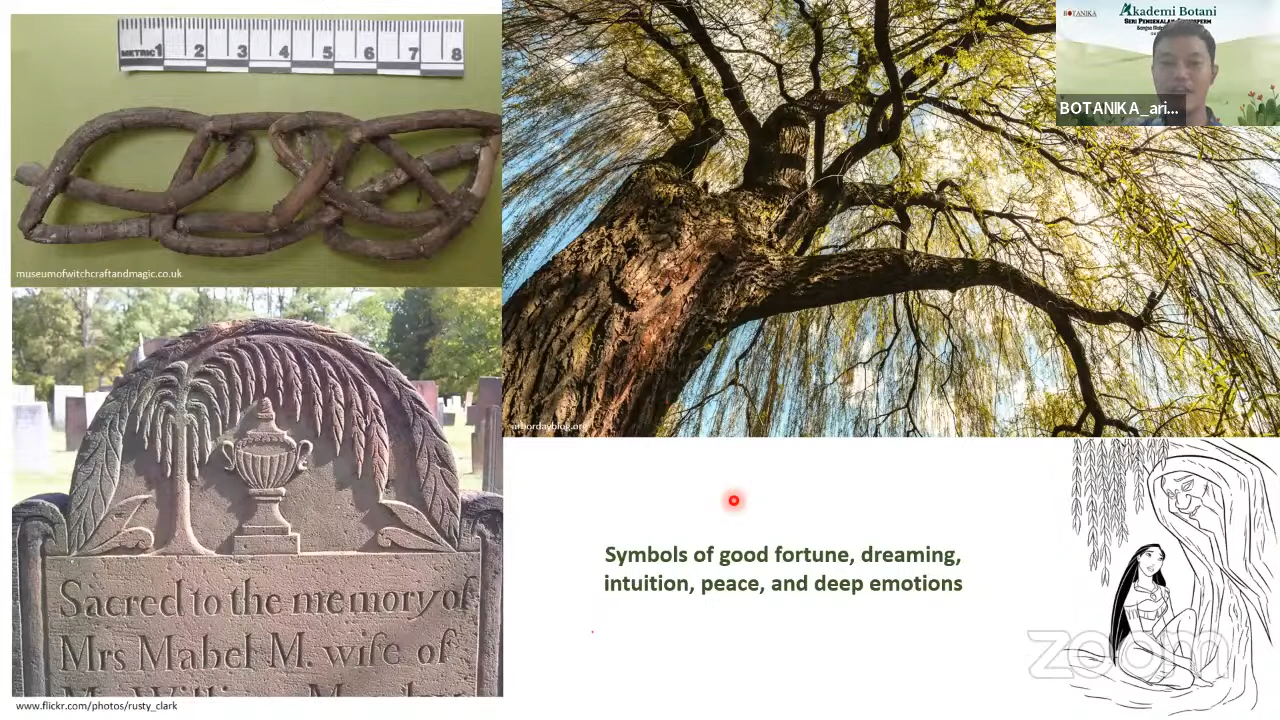 METRIC 1 2 3 4 5 6 7 8
museumofwitchcraftandmagic.co.uk
arbordayblog.org
BOTANIKA
Akademi Botani
BOTANIKA_ari...
Sacred to the memory of
Mrs Mabel M. wife of
www.flickr.com/photos/rusty_clark
Symbols of good fortune, dreaming,
intuition, peace, and deep emotions
zoom